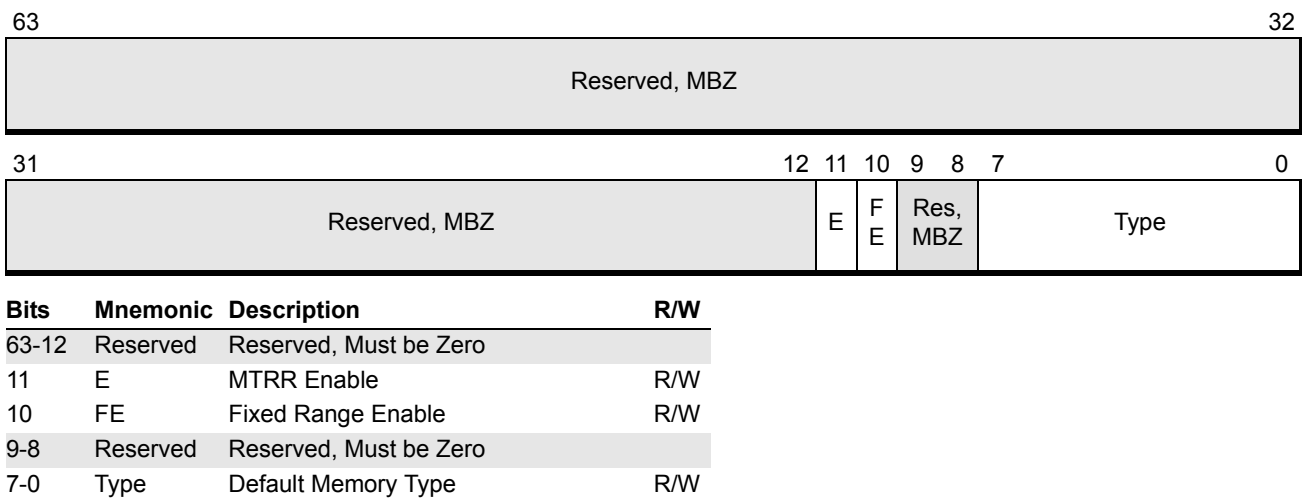 63 32
Reserved, MBZ
31 12 11 10 9 8 7 0
Reserved, MBZ E F E Res, MBZ Type
Bits Mnemonic Description R/W
63-12 Reserved Reserved, Must be Zero
11 E MTRR Enable R/W
10 FE Fixed Range Enable R/W
9-8 Reserved Reserved, Must be Zero
7-0 Type Default Memory Type R/W